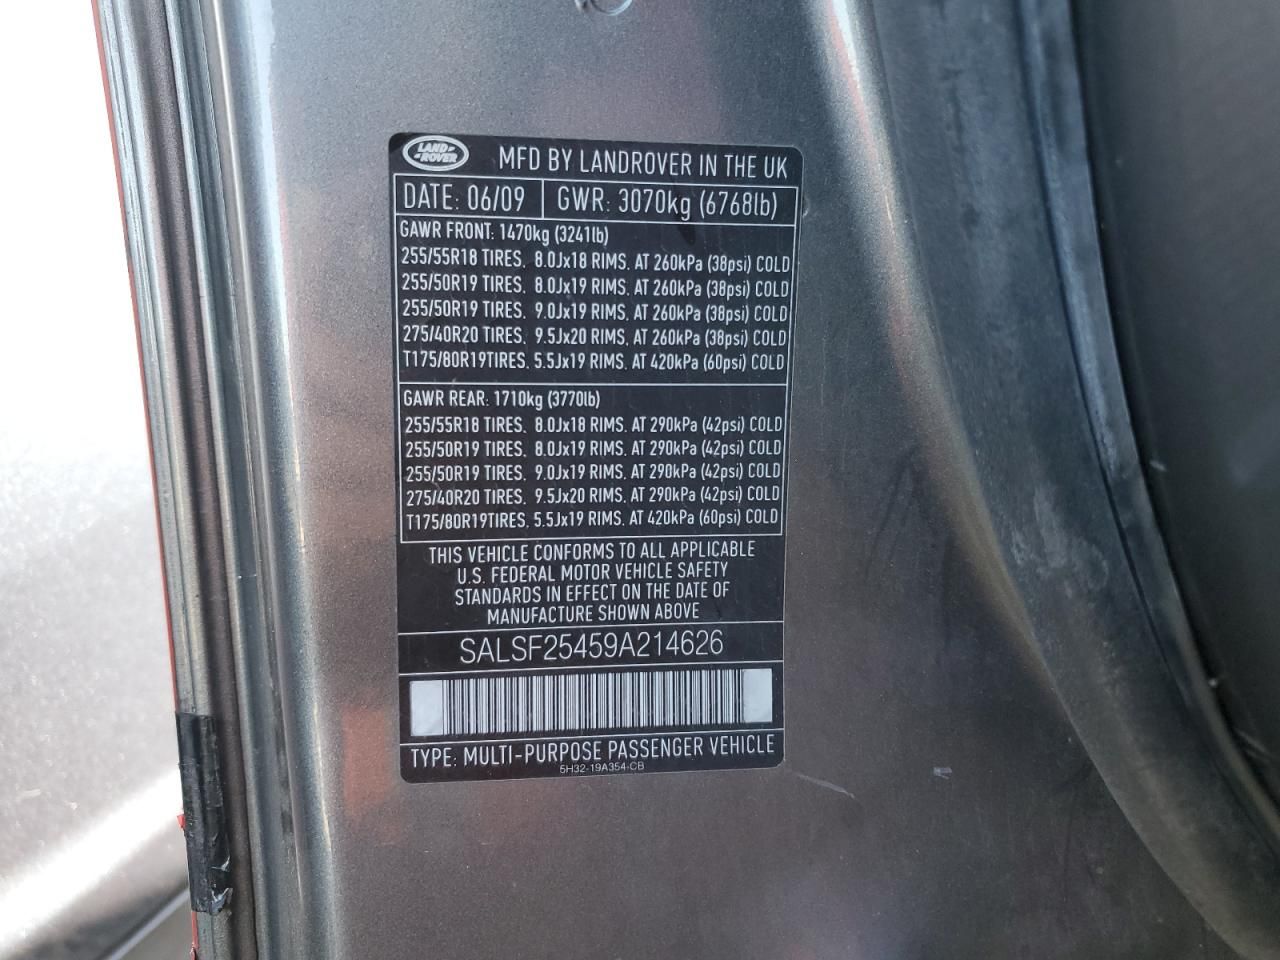 LAND ROVER
MFD BY LANDROVER IN THE UK
DATE: 06/09 GWR: 3070kg (6768lb)
GAWR FRONT: 1470kg (3241lb)
255/55R18 TIRES, 8.0Jx18 RIMS, AT 260kPa (38psi) COLD
255/50R19 TIRES, 8.0Jx19 RIMS, AT 260kPa (38psi) COLD
255/50R19 TIRES, 9.0Jx19 RIMS, AT 260kPa (38psi) COLD
275/40R20 TIRES, 9.5Jx20 RIMS, AT 260kPa (38psi) COLD
T175/80R19TIRES, 5.5Jx19 RIMS, AT 420kPa (60psi) COLD
GAWR REAR: 1710kg (3770lb)
255/55R18 TIRES, 8.0Jx18 RIMS, AT 290kPa (42psi) COLD
255/50R19 TIRES, 8.0Jx19 RIMS, AT 290kPa (42psi) COLD
255/50R19 TIRES, 9.0Jx19 RIMS, AT 290kPa (42psi) COLD
275/40R20 TIRES, 9.5Jx20 RIMS, AT 290kPa (42psi) COLD
T175/80R19TIRES, 5.5Jx19 RIMS, AT 420kPa (60psi) COLD
THIS VEHICLE CONFORMS TO ALL APPLICABLE
U.S. FEDERAL MOTOR VEHICLE SAFETY
STANDARDS IN EFFECT ON THE DATE OF
MANUFACTURE SHOWN ABOVE
SALSF25459A214626
TYPE: MULTI-PURPOSE PASSENGER VEHICLE
5H32-19A354-CB